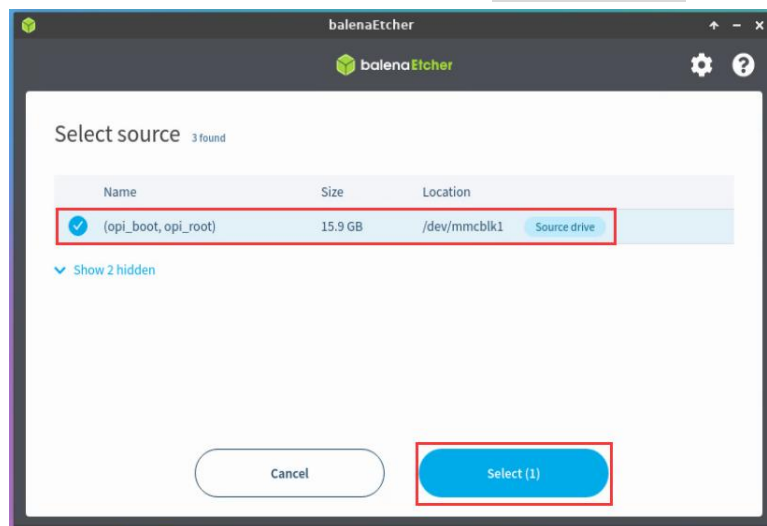 balenaEtcher
balenaEtcher
Select source 3 found
Name Size Location
(opi_boot, opi_root) 15.9 GB /dev/mmcblk1 Source drive
Show 2 hidden
Cancel Select (1)